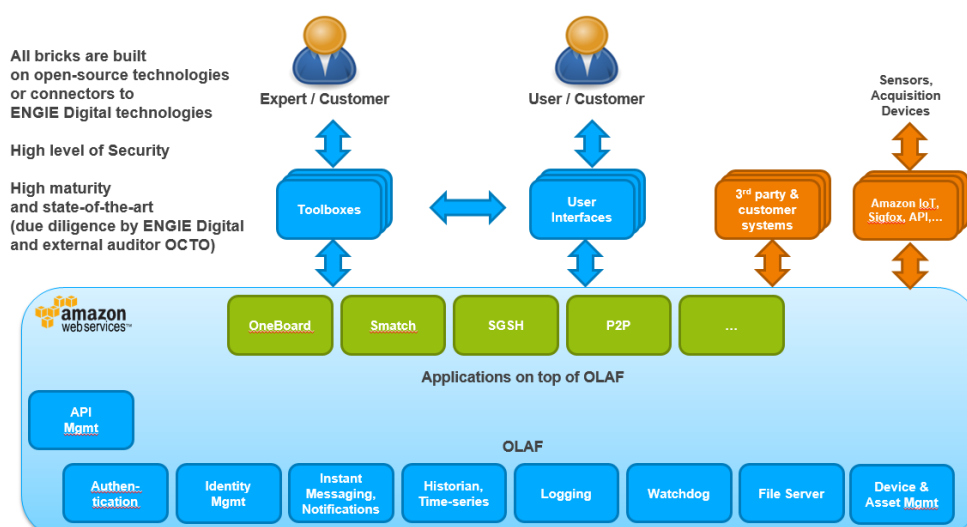 All bricks are built
on open-source technologies
or connectors to
ENGIE Digital technologies
High level of Security
High maturity
and state-of-the-art
(due diligence by ENGIE Digital
and external auditor OCTO)
Expert / Customer
User / Customer
Sensors,
Acquisition
Devices
Toolboxes
User
Interfaces
3rd party &
customer
systems
Amazon IoT,
Sigfox, API,...
amazon
web services™
OneBoard
Smatch
SGSH
P2P
...
Applications on top of OLAF
API
Mgmt
OLAF
Authen-
tication
Identity
Mgmt
Instant
Messaging,
Notifications
Historian,
Time-series
Logging
Watchdog
File Server
Device &
Asset Mgmt